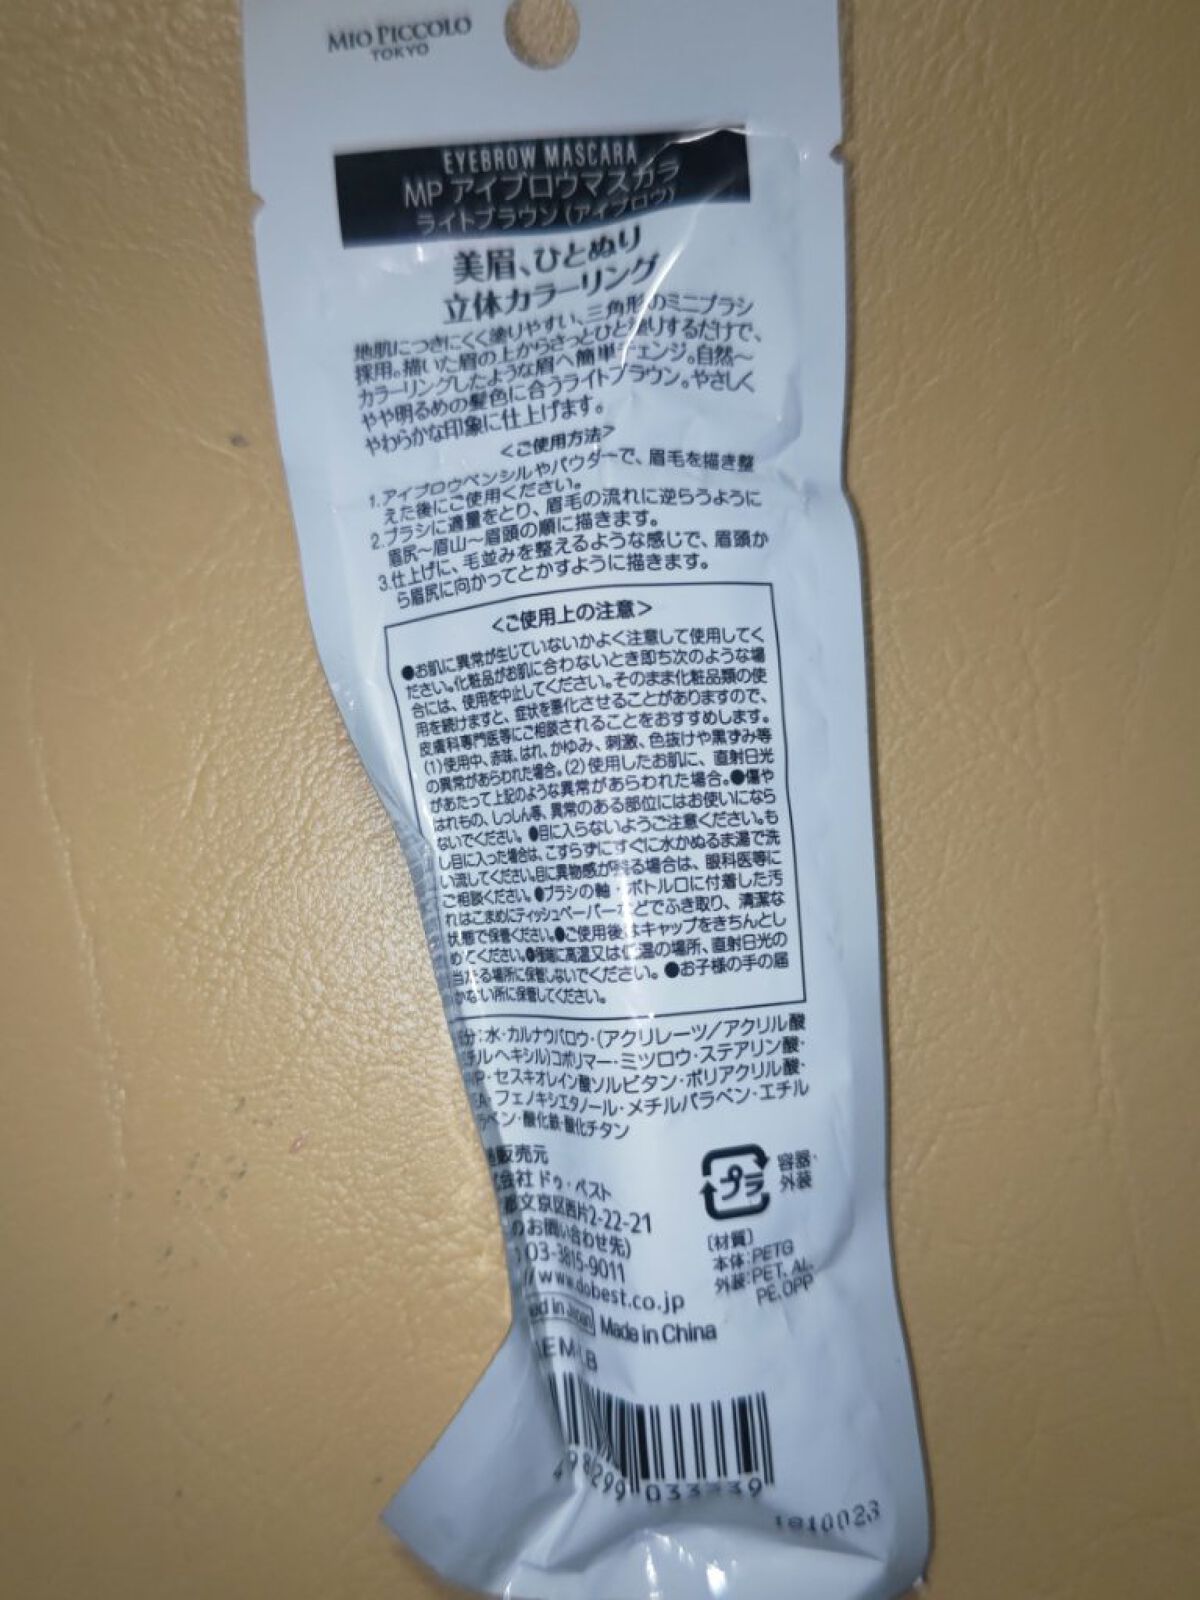 MIO PICCOLO
TOKYO
EYEBROW MASCARA
MP アイブロウマスカラ
ライトブラウン(アイブロウ)
美眉、ひとぬり
立体カラーリング
地肌につきにくく塗りやすい、三角形のミニブラシ
採用。描いた眉の上からさっとひと塗りするだけで、
カラーリングしたような眉へ簡単チェンジ。自然〜
やや明るめの髪色に合うライトブラウン。やさしく
やわらかな印象に仕上げます。
<ご使用方法>
1.アイブロウペンシルやパウダーで、眉毛を描き整
えた後にご使用ください。
2.ブラシに適量をとり、眉毛の流れに逆らうように
眉尻〜眉山〜眉頭の順に描きます。
3.仕上げに、毛並みを整えるような感じで、眉頭か
ら眉尻に向かってとかすように描きます。
<ご使用上の注意>
●お肌に異常が生じていないかよく注意して使用してく
ださい。化粧品がお肌に合わないとき即ち次のような場
合には、使用を中止してください。そのまま化粧品類の使
用を続けますと、症状を悪化させることがありますので、
皮膚科専門医等にご相談されることをおすすめします。
(1)使用中、赤味、はれ、かゆみ、刺激、色抜けや黒ずみ等
の異常があらわれた場合。(2)使用したお肌に、直射日光
があたって上記のような異常があらわれた場合。●傷や
はれもの、しっしん等、異常のある部位にはお使いになら
ないでください。●目に入らないようご注意ください。も
し目に入った場合は、こすらずにすぐに水かぬるま湯で洗
い流してください。目に異物感が残る場合は、眼科医等に
ご相談ください。●ブラシの軸・ボトル口に付着した汚
れはこまめにティッシュペーパーなどでふき取り、清潔な
状態で保管ください。●ご使用後はキャップをきちんとし
めてください。●極端に高温又は低温の場所、直射日光の
当たる場所に保管しないでください。●お子様の手の届
かない所に保管してください。
分:水・カルナウバロウ・(アクリレーツ/アクリル酸
チルヘキシル)コポリマー・ミツロウ・ステアリン酸・
P・セスキオレイン酸ソルビタン・ポリアクリル酸・
EA・フェノキシエタノール・メチルパラベン・エチル
ラベン・酸化鉄・酸化チタン
販売元
会社 ドゥ・ベスト
都文京区西片2-22-21
のお問い合わせ先)
03-3815-9011
//www.dobest.co.jp
ed in Japan Made in China
プラ
容器・
外装
〔材質〕
本体:PETG
外装:PET, AL,
PE, OPP
EM-LB
498299 033339
1810023